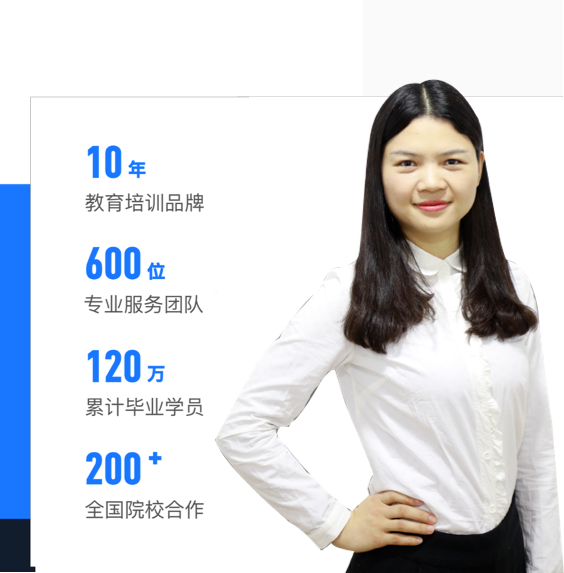 10 年
教育培训品牌
600 位
专业服务团队
120 万
累计毕业学员
200 +
全国院校合作